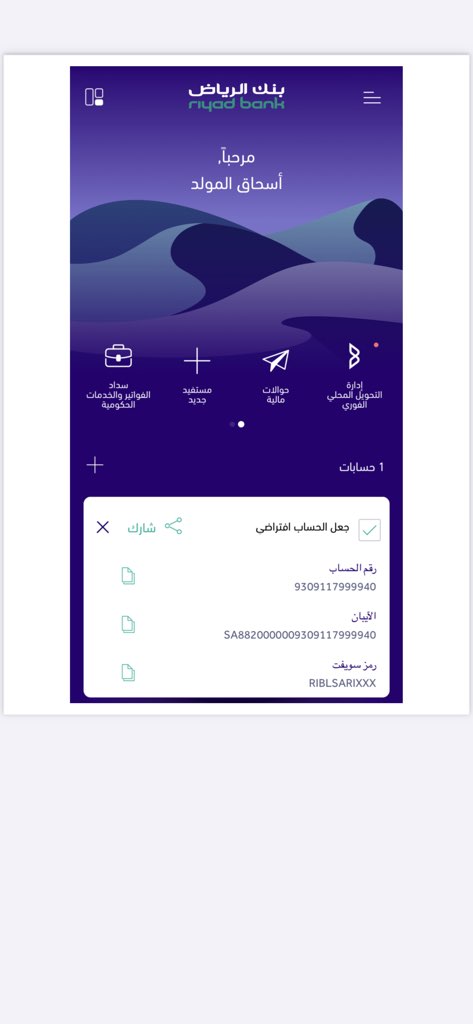 بنك الرياض
riyad bank
مرحباً,
أسحاق المولد
إدارة
التحويل المحلي
الفوري
حوالات
مالية
مستفيد
جديد
سداد
الفواتير والخدمات
الحكومية
1 حسابات
جعل الحساب افتراضي
شارك
رقم الحساب
9309117999940
الآيبان
SA8820000009309117999940
رمز سويفت
RIBLSARIXXX